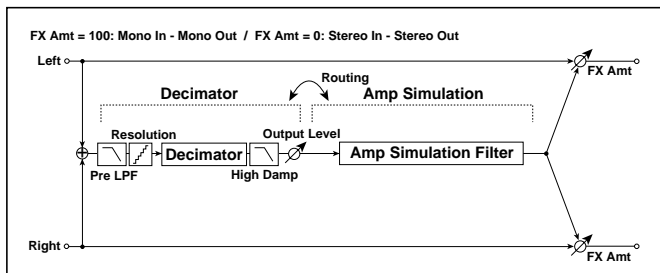 FX Amt = 100: Mono In - Mono Out / FX Amt = 0: Stereo In - Stereo Out
Left
FX Amt
Routing
Decimator
Amp Simulation
Resolution
Output Level
Decimator
Amp Simulation Filter
Pre LPF
High Damp
Right
FX Amt